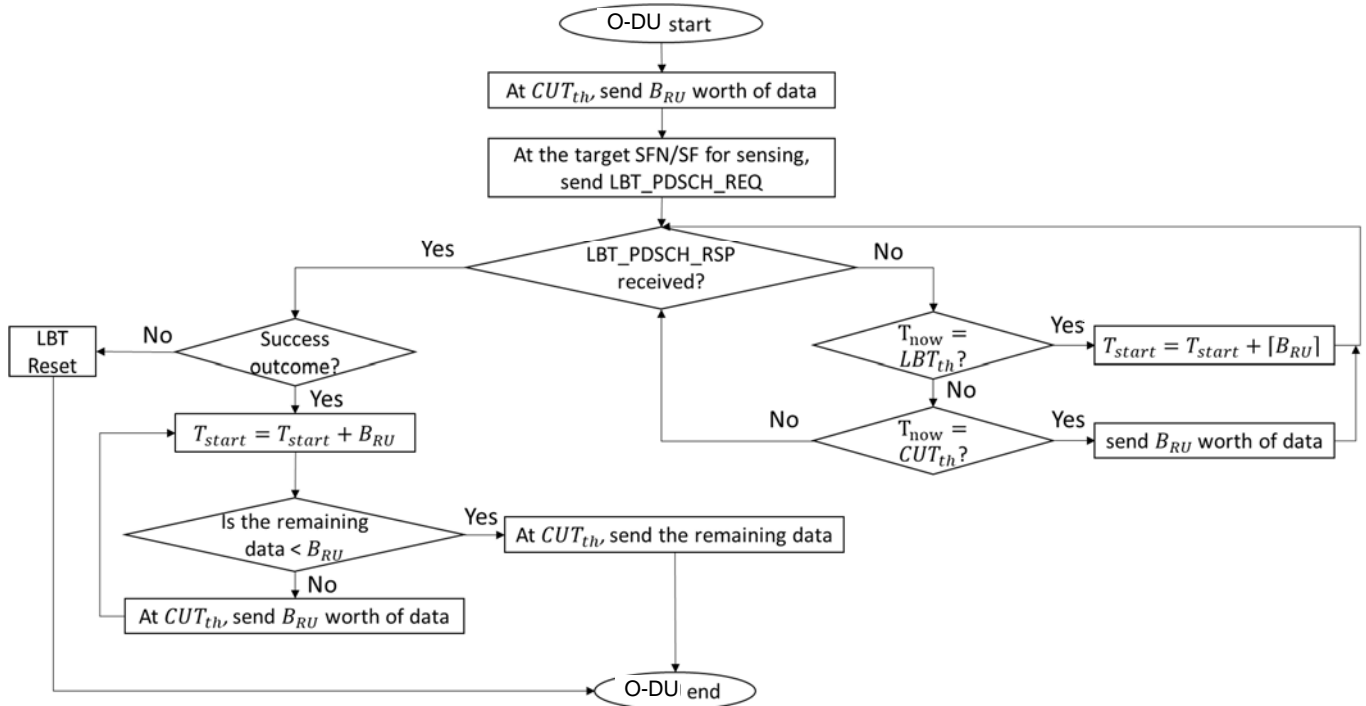 O-DU start
At CUT_th, send B_RU worth of data
At the target SFN/SF for sensing,
send LBT_PDSCH_REQ
LBT_PDSCH_RSP
received?
Yes
No
Success
outcome?
No
LBT
Reset
Yes
T_start = T_start + B_RU
Is the remaining
data < B_RU
Yes
At CUT_th, send the remaining data
No
At CUT_th, send B_RU worth of data
T_now =
LBT_th?
Yes
T_start = T_start + ⌈B_RU⌉
No
T_now =
CUT_th?
No
Yes
send B_RU worth of data
O-DU end